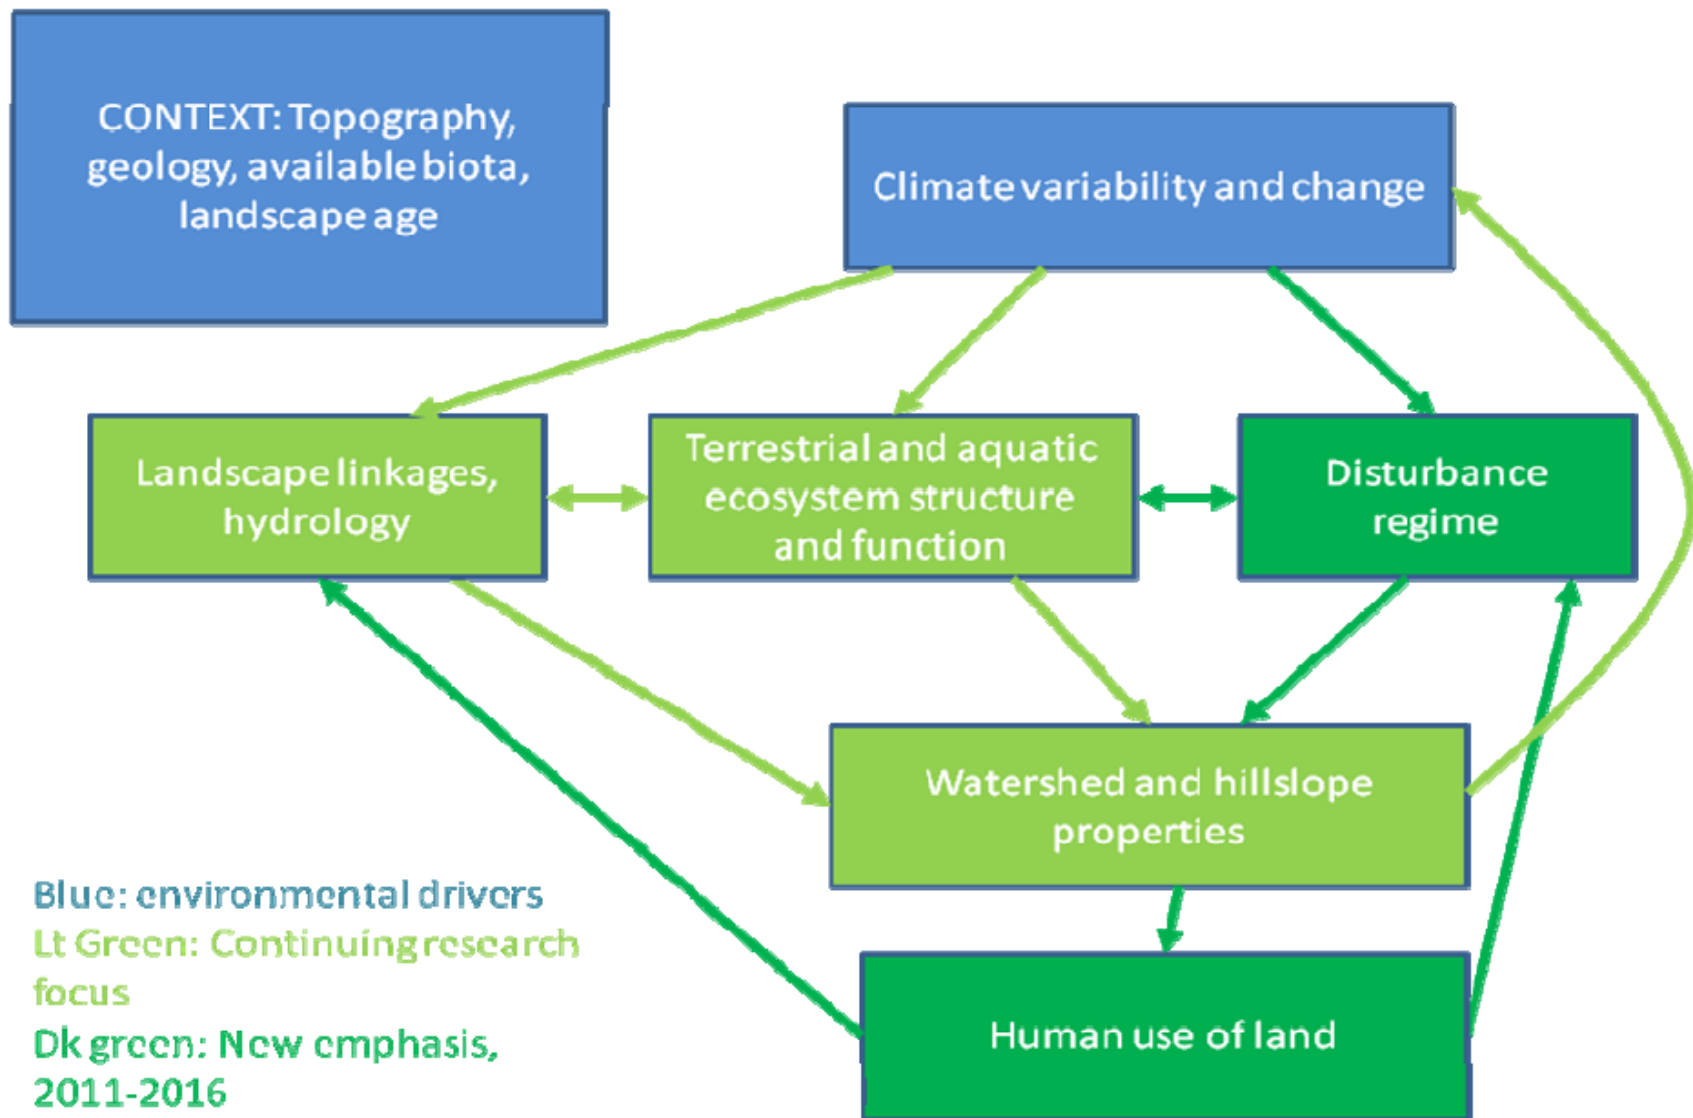 CONTEXT: Topography,
geology, available biota,
landscape age
Climate variability and change
Landscape linkages,
hydrology
Terrestrial and aquatic
ecosystem structure
and function
Disturbance
regime
Watershed and hillslope
properties
Human use of land
Blue: environmental drivers
Lt Green: Continuing research
focus
Dk green: New emphasis,
2011-2016